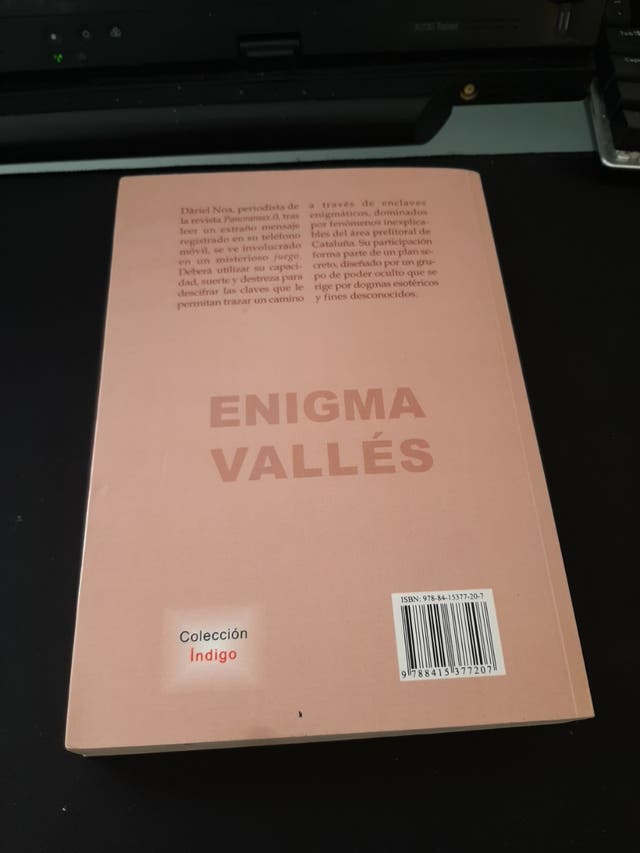 Dàriel Noa, periodista de
la revista Panoramax.0, tras
leer un extraño mensaje
registrado en su teléfono
móvil, se ve involucrado
en un misterioso juego.
Deberá utilizar su capaci-
dad, suerte y destreza para
descifrar las claves que le
permitan trazar un camino
a través de enclaves
enigmáticos, dominados
por fenómenos inexplica-
bles del área prelitoral de
Cataluña. Su participación
forma parte de un plan se-
creto, diseñado por un gru-
po de poder oculto que se
rige por dogmas esotéricos
y fines desconocidos.
ENIGMA
VALLÉS
Colección
Índigo
ISBN: 978-84-15377-20-7
9 788415 377207